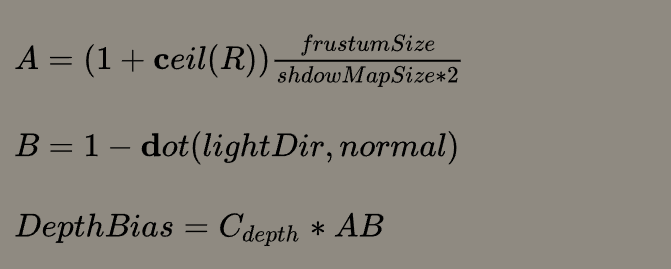 A = (1 + ceil(R)) frustumSize / shdowMapSize*2
B = 1 − dot(lightDir, normal)
DepthBias = C_depth * AB